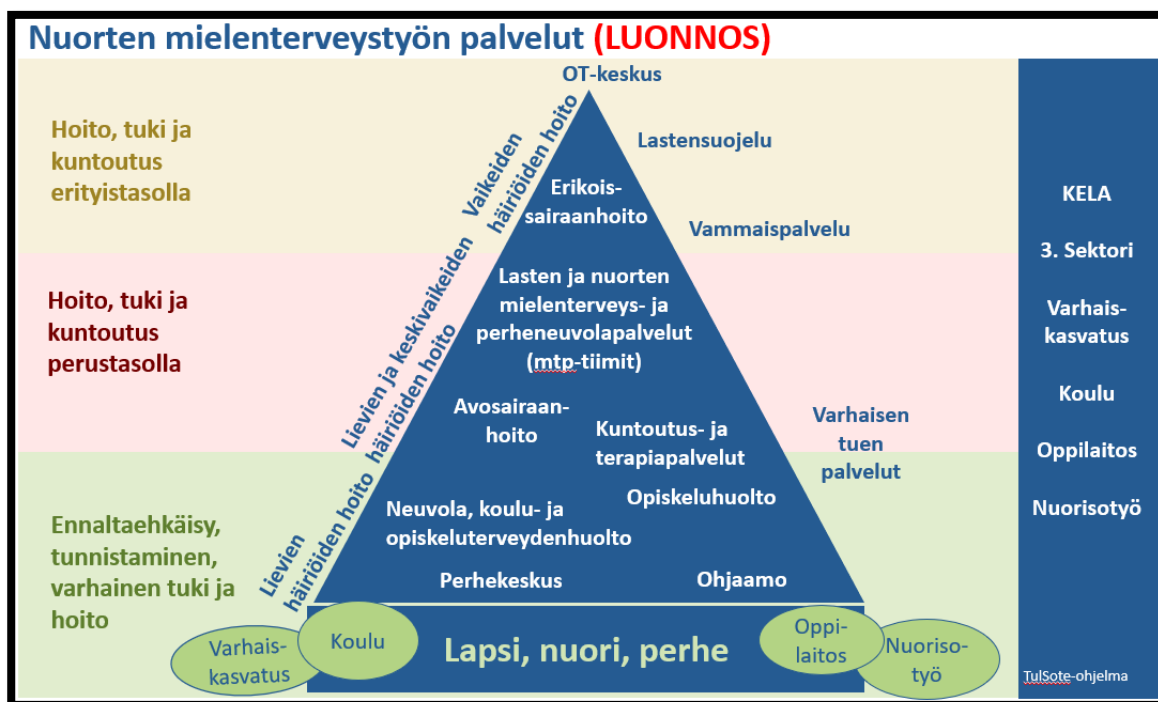 Nuorten mielenterveystyön palvelut (LUONNOS)
OT-keskus
Hoito, tuki ja
kuntoutus
erityistasolla
Vaikeiden
häiriöiden hoito
Lastensuojelu
Erikois-
sairaanhoito
Vammaispalvelu
Hoito, tuki ja
kuntoutus
perustasolla
Lievien ja keskivaikeiden
häiriöiden hoito
Lasten ja nuorten
mielenterveys- ja
perheneuvolapalvelut
(mtp-tiimit)
Avosairaan-
hoito
Kuntoutus- ja
terapiapalvelut
Varhaisen
tuen
palvelut
Ennaltaehkäisy,
tunnistaminen,
varhainen tuki ja
hoito
Lievien
häiriöiden hoito
Opiskeluhuolto
Neuvola, koulu- ja
opiskeluterveydenhuolto
Perhekeskus
Ohjaamo
Varhais-
kasvatus
Koulu
Lapsi, nuori, perhe
Oppi-
laitos
Nuoriso-
työ
KELA
3. Sektori
Varhais-
kasvatus
Koulu
Oppilaitos
Nuorisotyö
TulSote-ohjelma